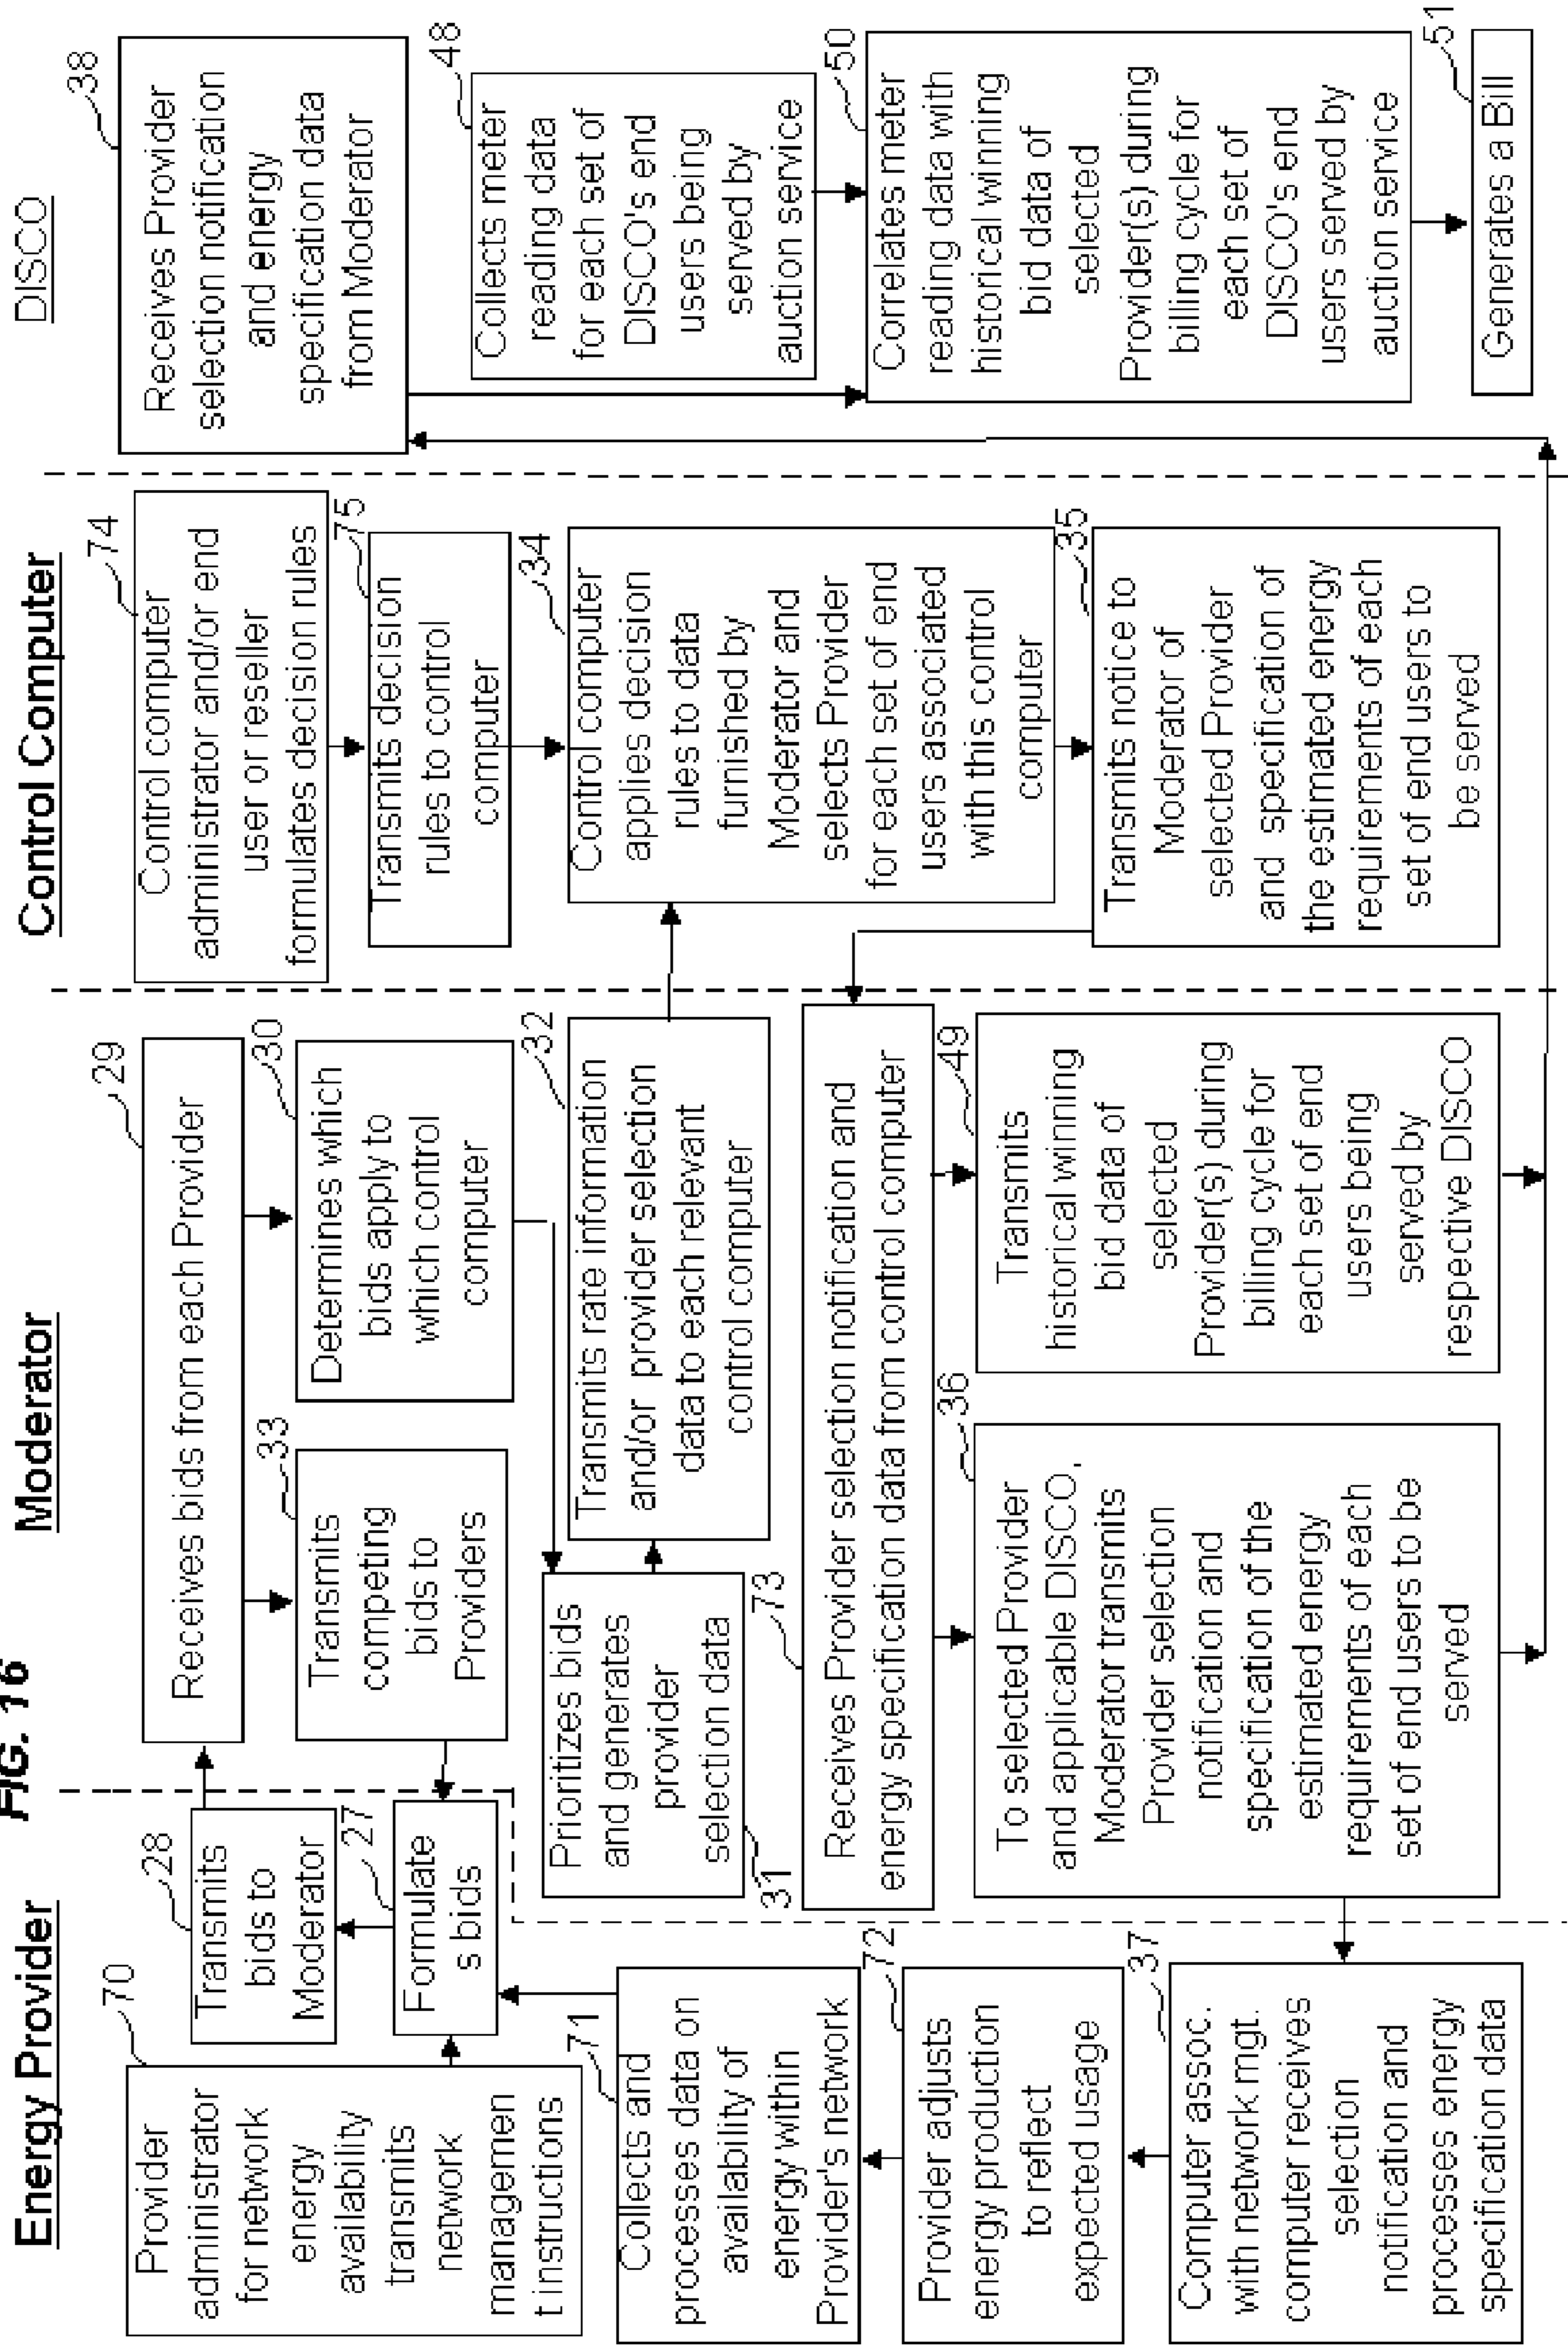 FIG. 16
Energy Provider
Moderator
Control Computer
DISCO
70
Provider
administrator
for network
energy
availability
transmits
network
managemen
t instructions
28
Transmits
bids to
Moderator
27
Formulate
s bids
71
Collects and
processes data on
availability of
energy within
Provider's network
72
Provider adjusts
energy production
to reflect
expected usage
37
Computer assoc.
with network mgt.
computer receives
selection
notification and
processes energy
specification data
29
Receives bids from each Provider
33
Transmits
competing
bids to
Providers
30
Determines which
bids apply to
which control
computer
31
Prioritizes bids
and generates
provider
selection data
32
Transmits rate information
and/or provider selection
data to each relevant
control computer
73
Receives Provider selection notification and
energy specification data from control computer
36
To selected Provider
and applicable DISCO,
Moderator transmits
Provider selection
notification and
specification of the
estimated energy
requirements of each
set of end users to be
served
49
Transmits
historical winning
bid data of
selected
Provider(s) during
billing cycle for
each set of end
users being
served by
respective DISCO
74
Control computer
administrator and/or end
user or reseller
formulates decision rules
75
Transmits decision
rules to control
computer
34
Control computer
applies decision
rules to data
furnished by
Moderator and
selects Provider
for each set of end
users associated
with this control
computer
35
Transmits notice to
Moderator of
selected Provider
and specification of
the estimated energy
requirements of each
set of end users to
be served
38
Receives Provider
selection notification
and energy
specification data
from Moderator
48
Collects meter
reading data
for each set of
DISCO's end
users being
served by
auction service
50
Correlates meter
reading data with
historical winning
bid data of
selected
Provider(s) during
billing cycle for
each set of
DISCO's end
users served by
auction service
51
Generates a Bill